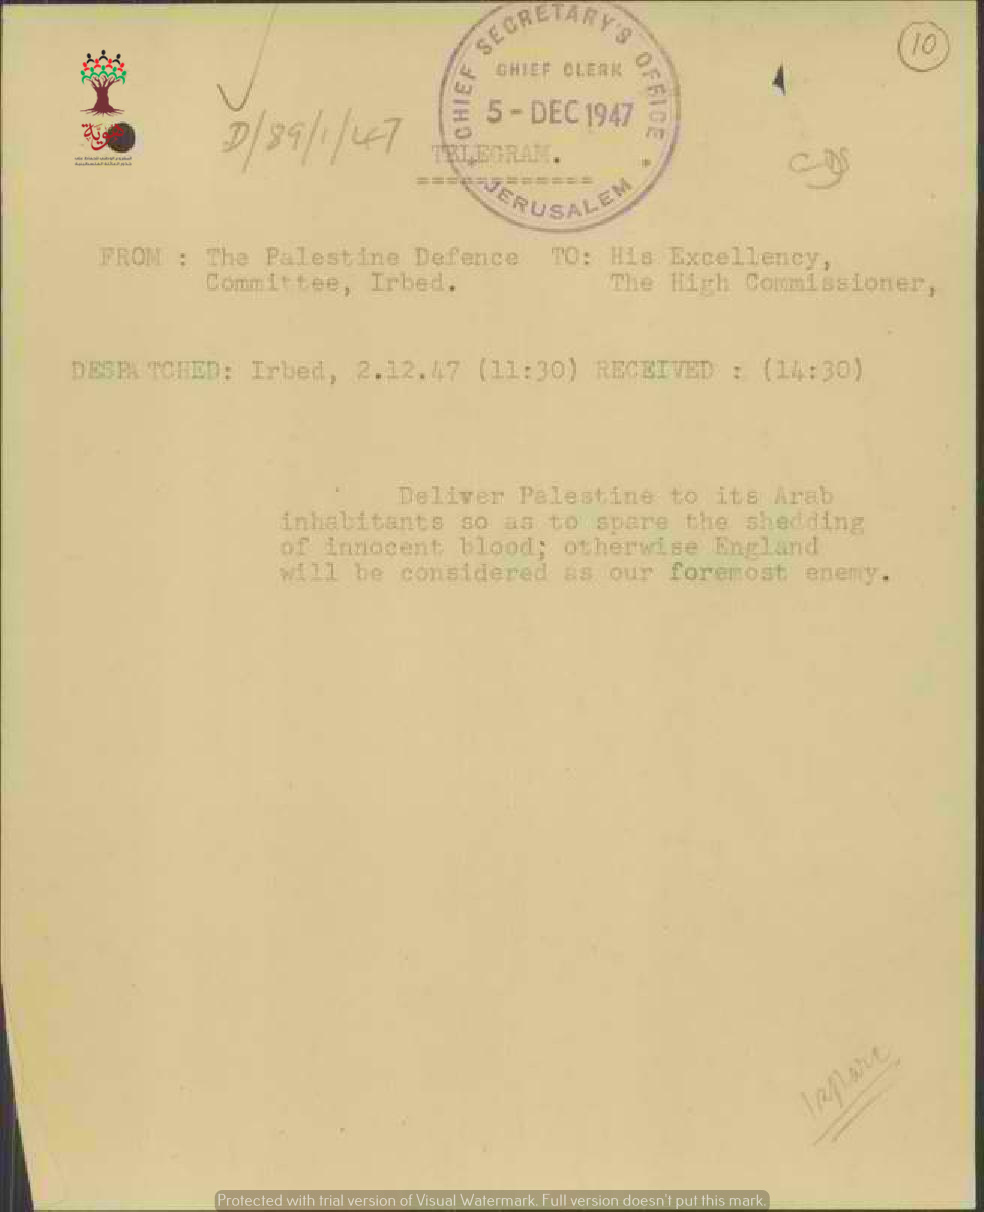 10
CHIEF SECRETARY'S OFFICE
CHIEF CLERK
5 - DEC 1947
* JERUSALEM *
D/89/1/47
TELEGRAM.
============
FROM : The Palestine Defence TO: His Excellency,
Committee, Irbed. The High Commissioner,
DESPATCHED: Irbed, 2.12.47 (11:30) RECEIVED : (14:30)
Deliver Palestine to its Arab
inhabitants so as to spare the shedding
of innocent blood; otherwise England
will be considered as our foremost enemy.
هوية
Protected with trial version of Visual Watermark. Full version doesn't put this mark.